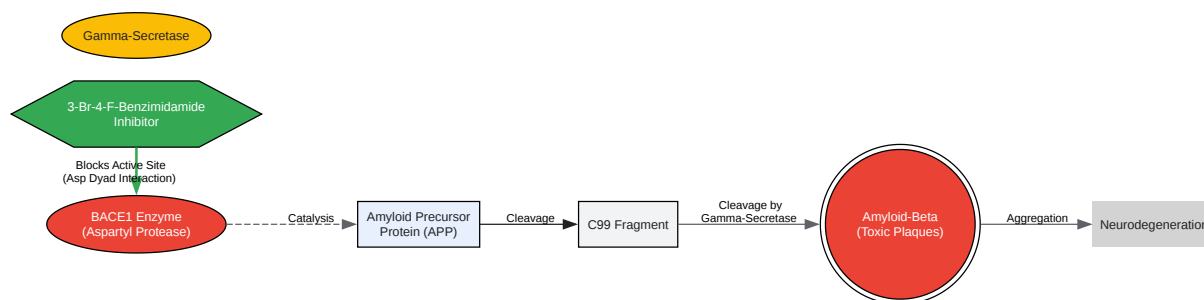 Gamma-Secretase
3-Br-4-F-Benzimidamide
Inhibitor
Blocks Active Site
(Asp Dyad Interaction)
BACE1 Enzyme
(Aspartyl Protease)
Catalysis
Amyloid Precursor
Protein (APP)
Cleavage
C99 Fragment
Cleavage by
Gamma-Secretase
Amyloid-Beta
(Toxic Plaques)
Aggregation
Neurodegeneration